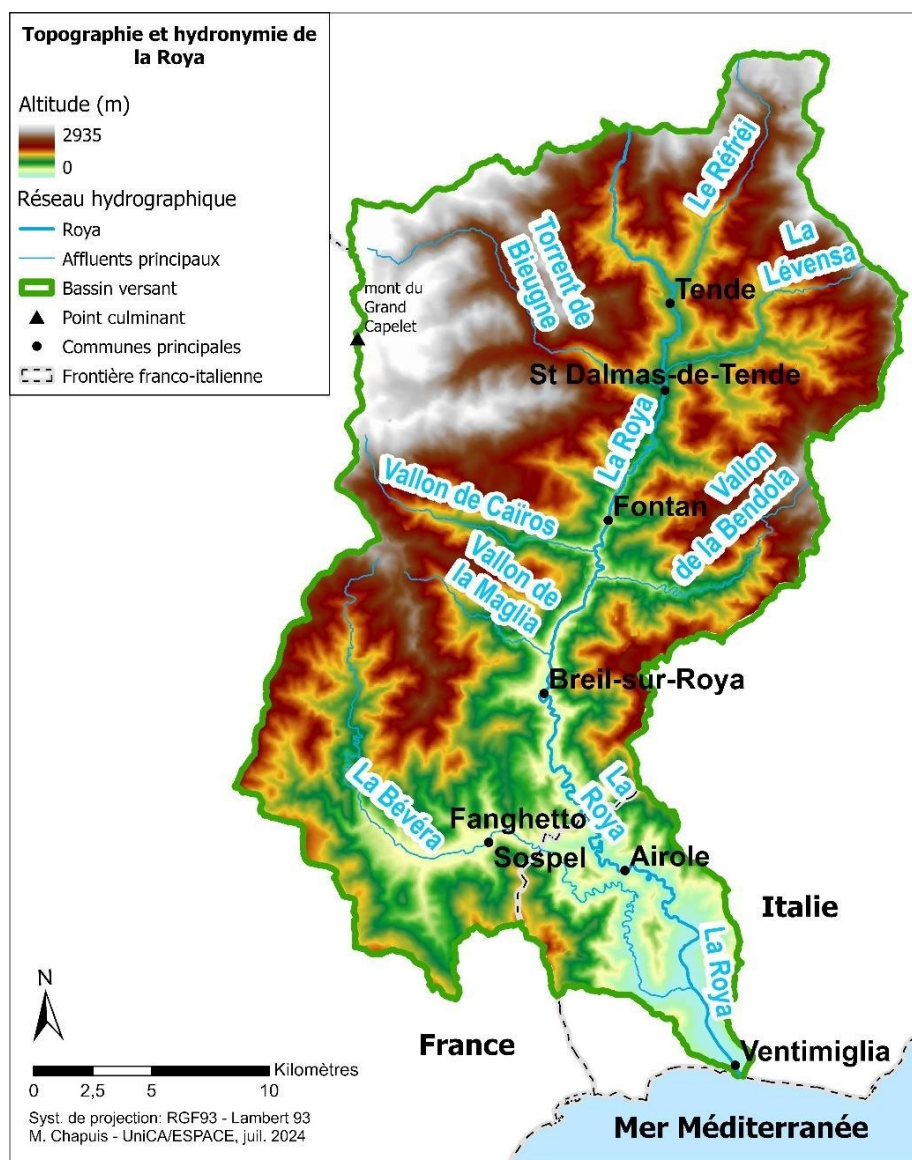 Topographie et hydronymie de
la Roya
Altitude (m)
2935
0
Réseau hydrographique
Roya
Affluents principaux
Bassin versant
Point culminant
Communes principales
Frontière franco-italienne
Le Réfréi
La
Lévensa
Torrent de
Bieugne
mont du
Grand
Capelet
Tende
St Dalmas-de-Tende
La Roya
Vallon de Caïros
Fontan
Vallon
de la Bendola
Vallon de
la Maglia
Breil-sur-Roya
La Bévéra
La
Roya
Fanghetto
Sospel
Airole
Italie
La Roya
France
Ventimiglia
Mer Méditerranée
N
Kilomètres
0 2,5 5 10
Syst. de projection: RGF93 - Lambert 93
M. Chapuis - UniCA/ESPACE, juil. 2024